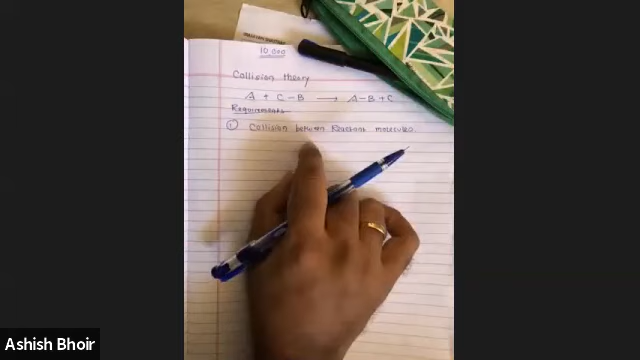 10,000
Collision theory
A + C - B → A - B + C
Requirements
① Collision between Reactant molecules.
Ashish Bhoir